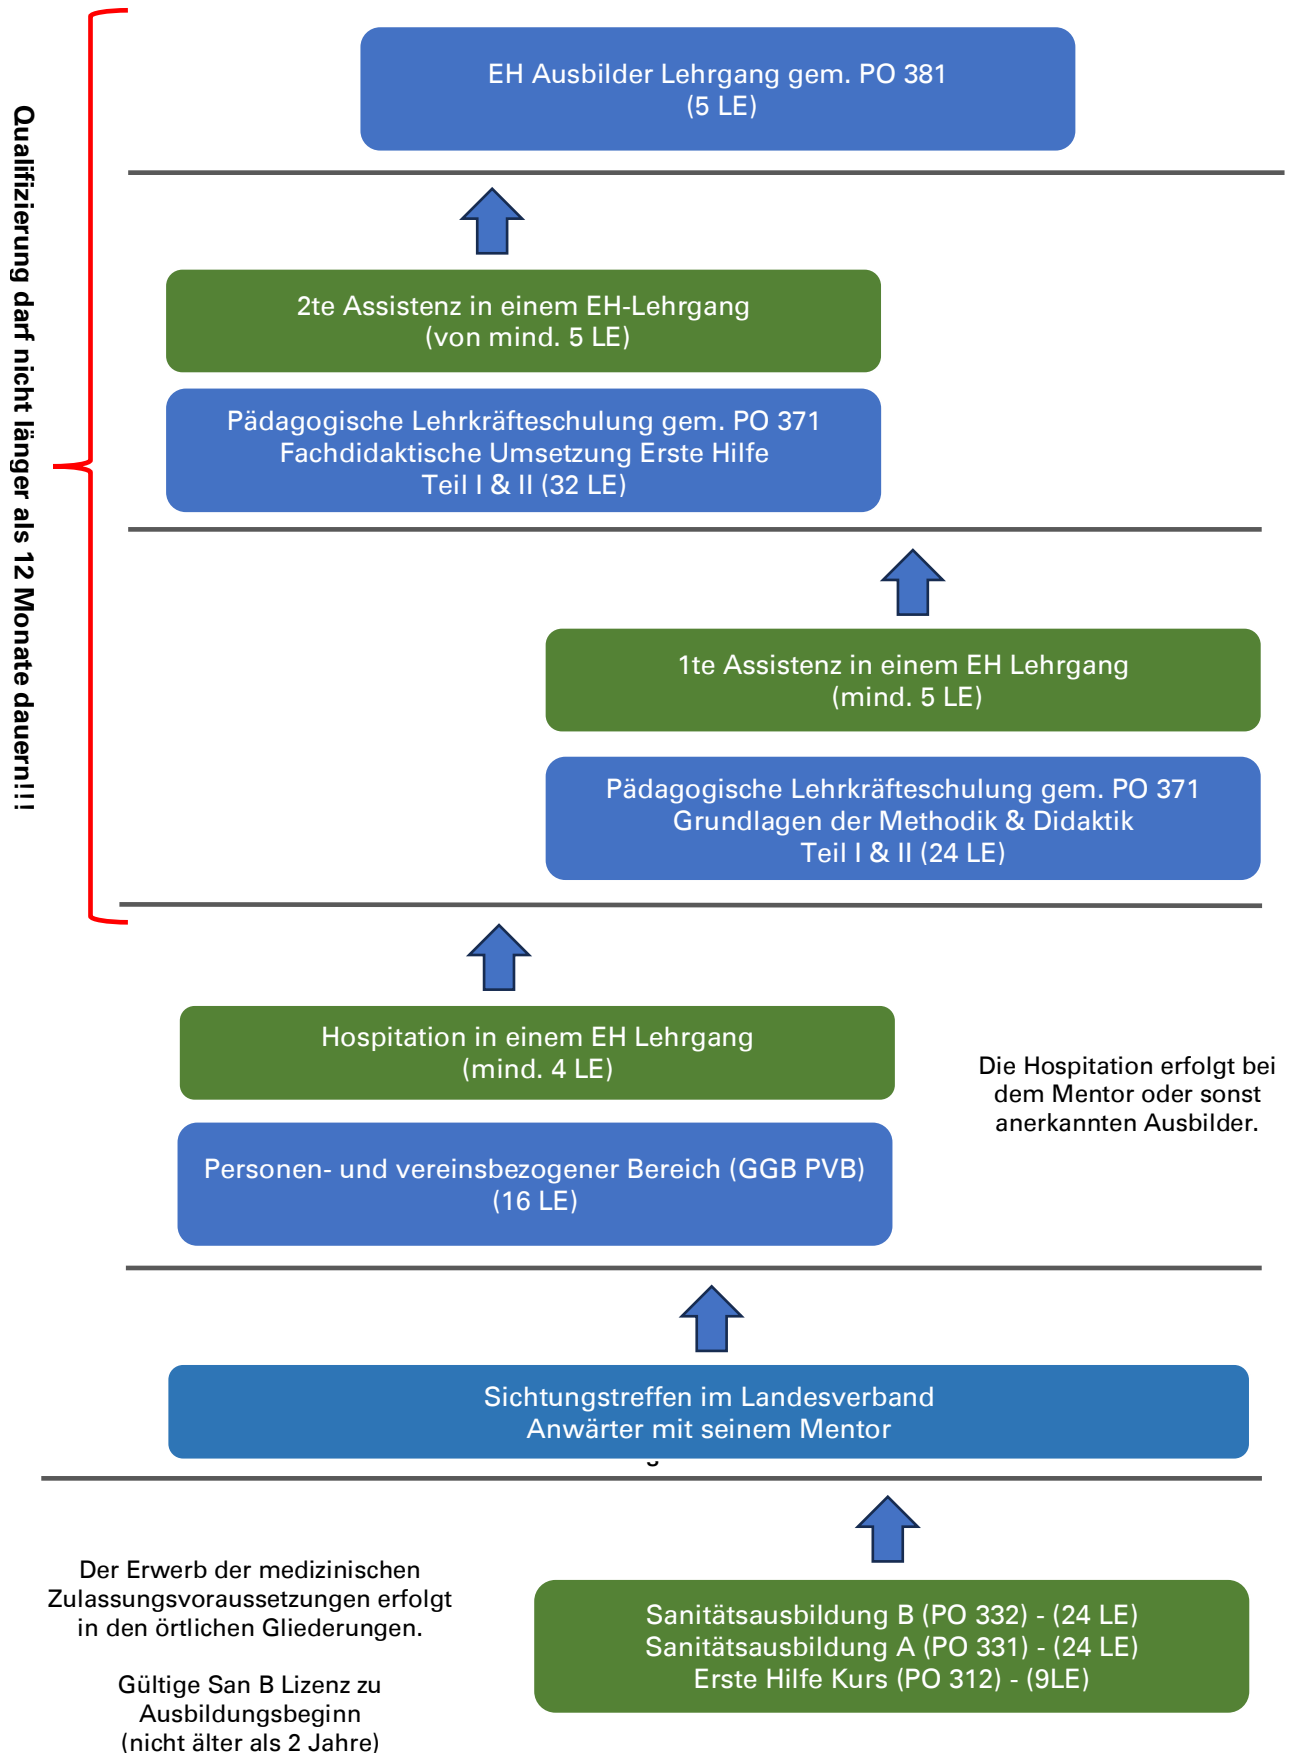 EH Ausbilder Lehrgang gem. PO 381
(5 LE)
Qualifizierung darf nicht länger als 12 Monate dauern!!!
2te Assistenz in einem EH-Lehrgang
(von mind. 5 LE)
Pädagogische Lehrkräfteschulung gem. PO 371
Fachdidaktische Umsetzung Erste Hilfe
Teil I & II (32 LE)
1te Assistenz in einem EH Lehrgang
(mind. 5 LE)
Pädagogische Lehrkräfteschulung gem. PO 371
Grundlagen der Methodik & Didaktik
Teil I & II (24 LE)
Hospitation in einem EH Lehrgang
(mind. 4 LE)
Die Hospitation erfolgt bei
dem Mentor oder sonst
anerkannten Ausbilder.
Personen- und vereinsbezogener Bereich (GGB PVB)
(16 LE)
Sichtungstreffen im Landesverband
Anwärter mit seinem Mentor
Der Erwerb der medizinischen
Zulassungsvoraussetzungen erfolgt
in den örtlichen Gliederungen.
Gültige San B Lizenz zu
Ausbildungsbeginn
(nicht älter als 2 Jahre)
Sanitätsausbildung B (PO 332) - (24 LE)
Sanitätsausbildung A (PO 331) - (24 LE)
Erste Hilfe Kurs (PO 312) - (9LE)